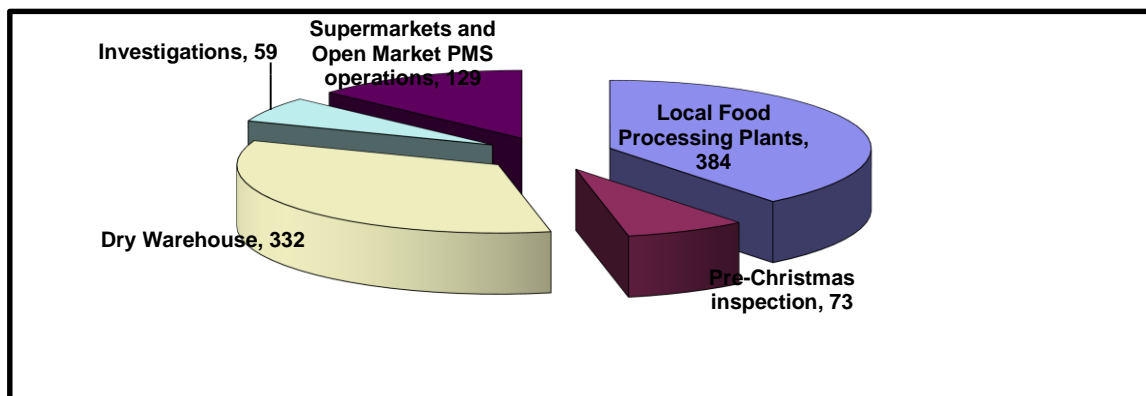 Supermarkets and
Open Market PMS
operations, 129
Investigations, 59
Local Food
Processing Plants,
384
Dry Warehouse, 332
Pre-Christmas
inspection, 73